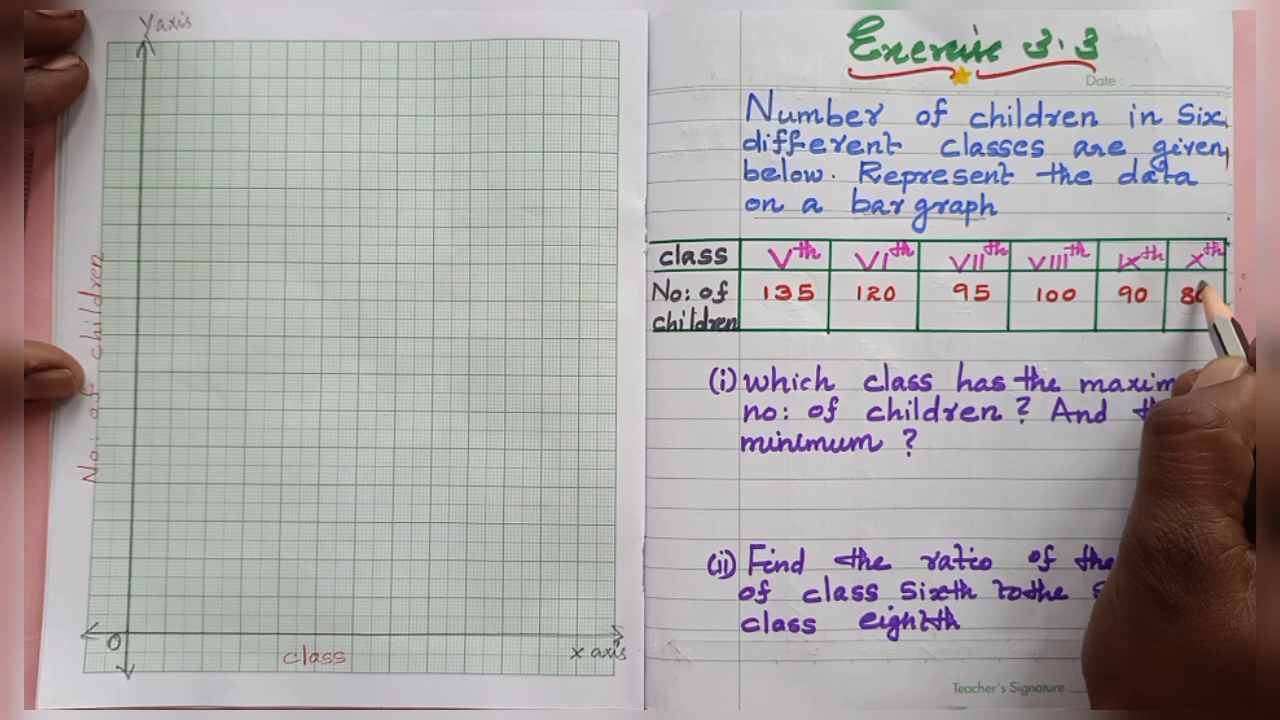 Y axis
No: of children
O
class
x axis
Exercise 3.3
Date :
Number of children in six
different classes are given
below. Represent the data
on a bar graph
class Vth VIth VIIth VIIIth IXth Xth
No: of 135 120 95 100 90
children
(i) which class has the
no: of children ? And
minimum ?
(ii) Find the ratio of the
of class sixth to the
class eighth
Teacher's Signature :